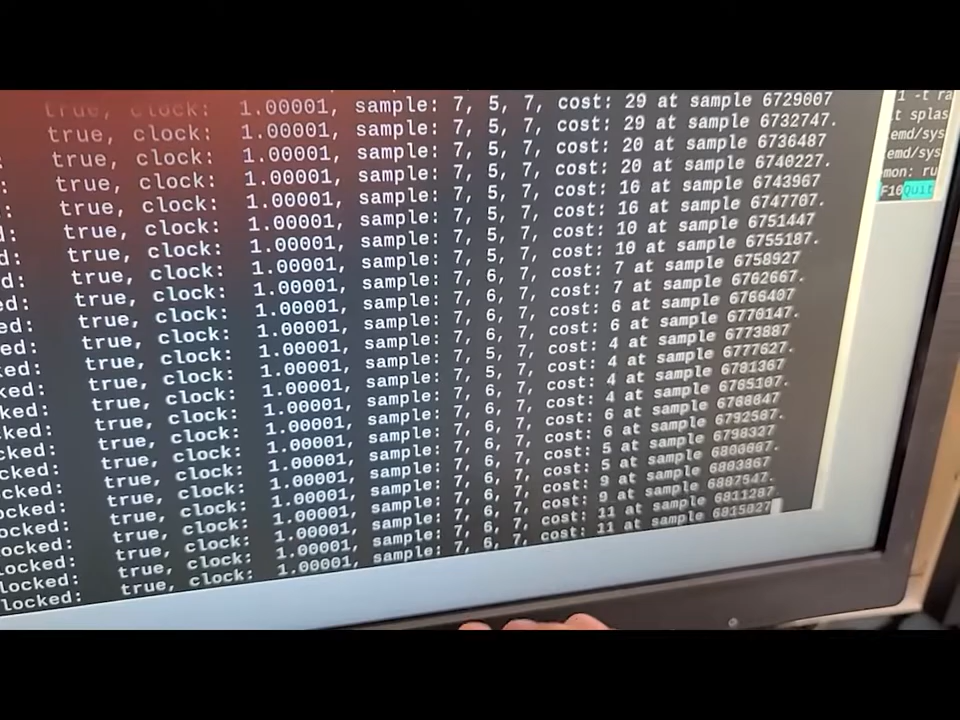 true, clock: 1.00001, sample: 7, 5, 7, cost: 29 at sample 6729007
true, clock: 1.00001, sample: 7, 5, 7, cost: 29 at sample 6732747.
: true, clock: 1.00001, sample: 7, 5, 7, cost: 20 at sample 6736487
: true, clock: 1.00001, sample: 7, 5, 7, cost: 20 at sample 6740227.
: true, clock: 1.00001, sample: 7, 5, 7, cost: 16 at sample 6743967
d: true, clock: 1.00001, sample: 7, 5, 7, cost: 16 at sample 6747707.
d: true, clock: 1.00001, sample: 7, 5, 7, cost: 10 at sample 6751447
d: true, clock: 1.00001, sample: 7, 5, 7, cost: 10 at sample 6755187.
ed: true, clock: 1.00001, sample: 7, 6, 7, cost: 7 at sample 6758927
ed: true, clock: 1.00001, sample: 7, 6, 7, cost: 7 at sample 6762667.
ed: true, clock: 1.00001, sample: 7, 6, 7, cost: 6 at sample 6766407
ked: true, clock: 1.00001, sample: 7, 6, 7, cost: 6 at sample 6770147.
ked: true, clock: 1.00001, sample: 7, 5, 7, cost: 4 at sample 6773887
ked: true, clock: 1.00001, sample: 7, 5, 7, cost: 4 at sample 6777627.
cked: true, clock: 1.00001, sample: 7, 6, 7, cost: 4 at sample 6781367
cked: true, clock: 1.00001, sample: 7, 6, 7, cost: 4 at sample 6785107.
cked: true, clock: 1.00001, sample: 7, 6, 7, cost: 6 at sample 6788847
ocked: true, clock: 1.00001, sample: 7, 6, 7, cost: 6 at sample 6792587.
ocked: true, clock: 1.00001, sample: 7, 6, 7, cost: 5 at sample 6796327
ocked: true, clock: 1.00001, sample: 7, 6, 7, cost: 5 at sample 6800067.
ocked: true, clock: 1.00001, sample: 7, 6, 7, cost: 9 at sample 6803807
locked: true, clock: 1.00001, sample: 7, 6, 7, cost: 9 at sample 6807547.
locked: true, clock: 1.00001, sample: 7, 6, 7, cost: 11 at sample 6811287.
locked: true, clock: 1.00001, sample: 7, 6, 7, cost: 11 at sample 6815027
1 -t ra
t splas
emd/sys
emd/sys
mon: ru
F10Quit